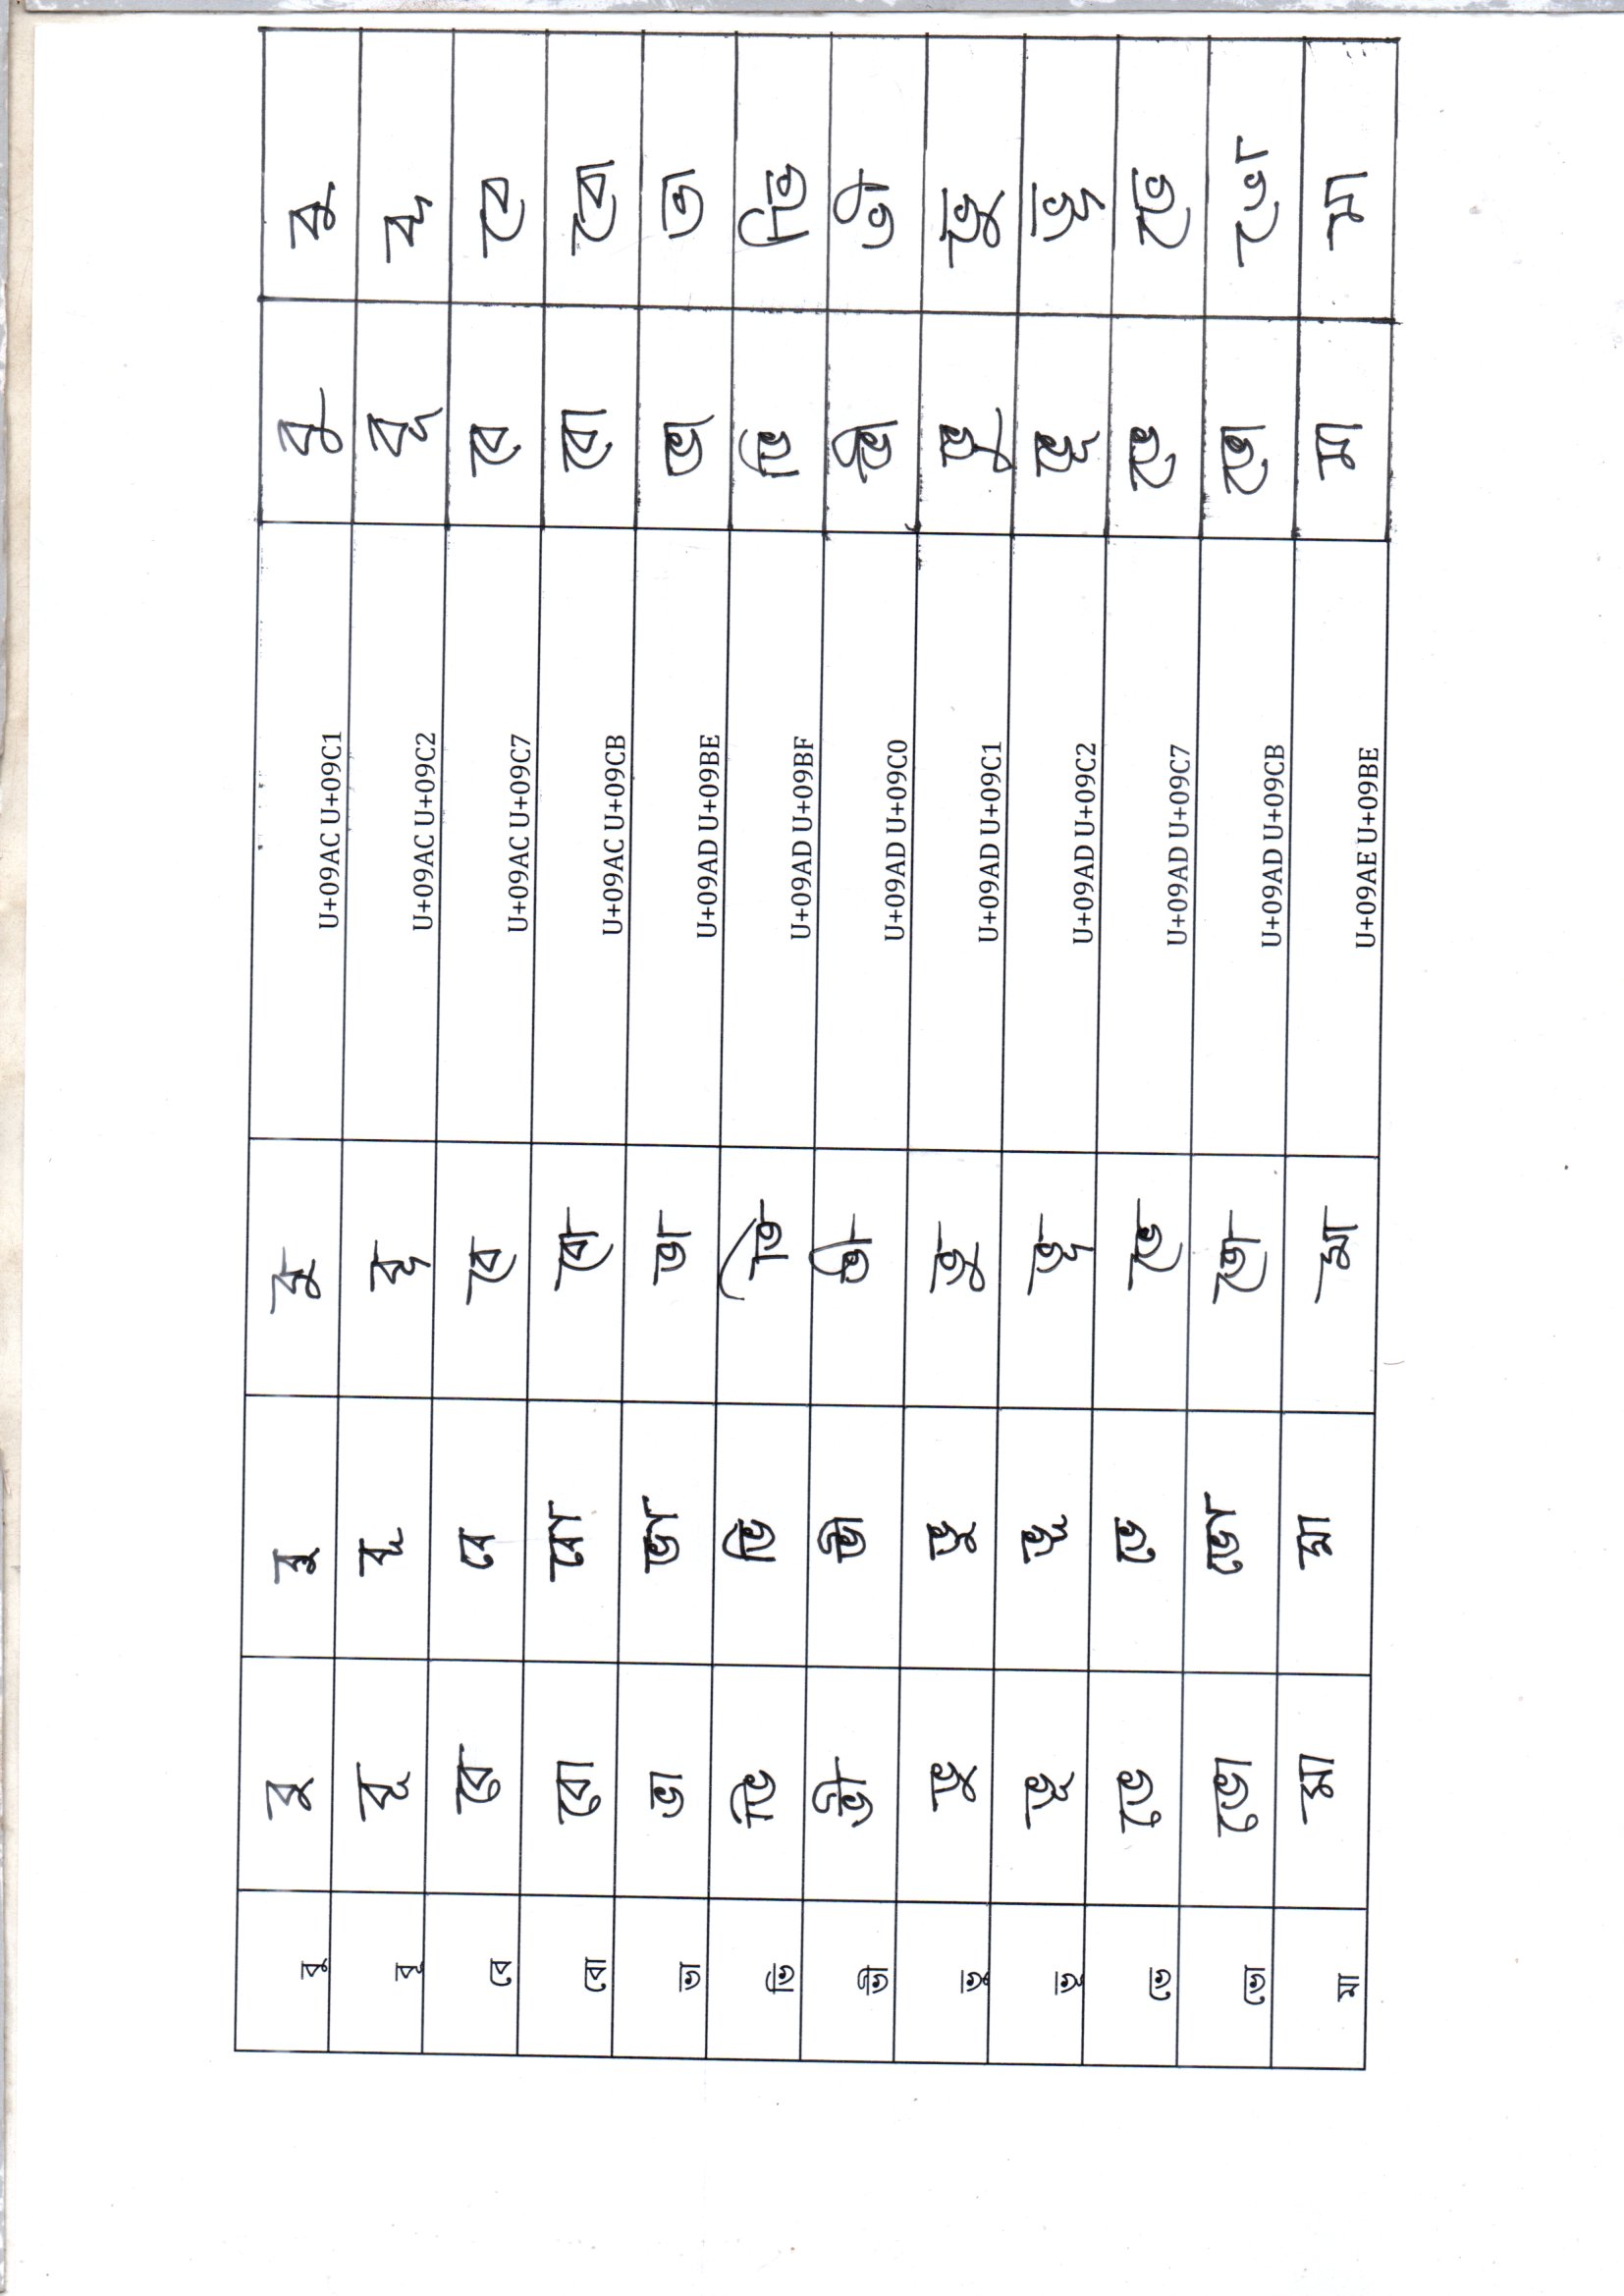 বু বু বু বু U+09AC U+09C1 বু বু
বূ বূ বূ বূ U+09AC U+09C2 বূ বূ
বে বে বে বে U+09AC U+09C7 বে বে
বো বো বো বো U+09AC U+09CB বো বো
ভা ভা ভা ভা U+09AD U+09BE ভা ভা
ভি ভি ভি ভি U+09AD U+09BF ভি ভি
ভী ভী ভী ভী U+09AD U+09C0 ভী ভী
ভু ভু ভু ভু U+09AD U+09C1 ভু ভু
ভূ ভূ ভূ ভূ U+09AD U+09C2 ভূ ভূ
ভে ভে ভে ভে U+09AD U+09C7 ভে ভে
ভো ভো ভো ভো U+09AD U+09CB ভো ভো
মা মা মা মা U+09AE U+09BE মা মা